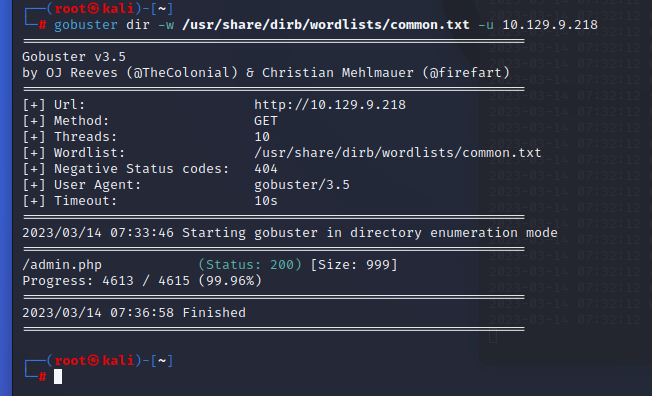 ┌──(root㉿kali)-[~]
└─# gobuster dir -w /usr/share/dirb/wordlists/common.txt -u 10.129.9.218
===============================================================
Gobuster v3.5
by OJ Reeves (@TheColonial) & Christian Mehlmauer (@firefart)
===============================================================
[+] Url:                     http://10.129.9.218
[+] Method:                  GET
[+] Threads:                 10
[+] Wordlist:                /usr/share/dirb/wordlists/common.txt
[+] Negative Status codes:   404
[+] User Agent:              gobuster/3.5
[+] Timeout:                 10s
===============================================================
2023/03/14 07:33:46 Starting gobuster in directory enumeration mode
===============================================================
/admin.php            (Status: 200) [Size: 999]
Progress: 4613 / 4615 (99.96%)
===============================================================
2023/03/14 07:36:58 Finished
===============================================================
┌──(root㉿kali)-[~]
└─#